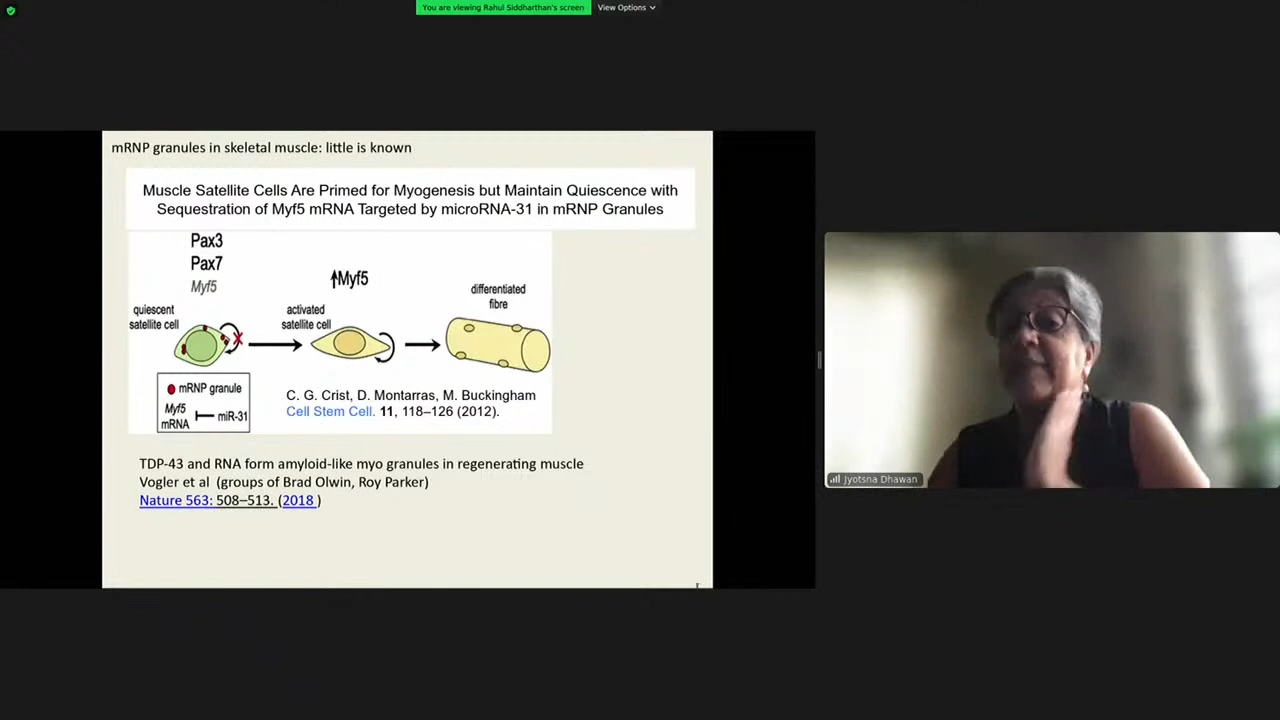 You are viewing Rahul Siddharthan's screen
View Options
mRNP granules in skeletal muscle: little is known
Muscle Satellite Cells Are Primed for Myogenesis but Maintain Quiescence with
Sequestration of Myf5 mRNA Targeted by microRNA-31 in mRNP Granules
Pax3
Pax7
Myf5
↑Myf5
quiescent
satellite cell
activated
satellite cell
differentiated
fibre
mRNP granule
Myf5
mRNA
miR-31
C. G. Crist, D. Montarras, M. Buckingham
Cell Stem Cell. 11, 118–126 (2012).
TDP-43 and RNA form amyloid-like myo granules in regenerating muscle
Vogler et al (groups of Brad Olwin, Roy Parker)
Nature 563: 508–513. (2018 )
Jyotsna Dhawan